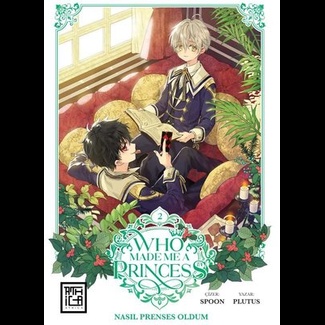 2
WHO
MADE ME A
PRINCESS
ÇİZER: YAZAR:
SPOON PLUTUS
NASIL PRENSES OLDUM